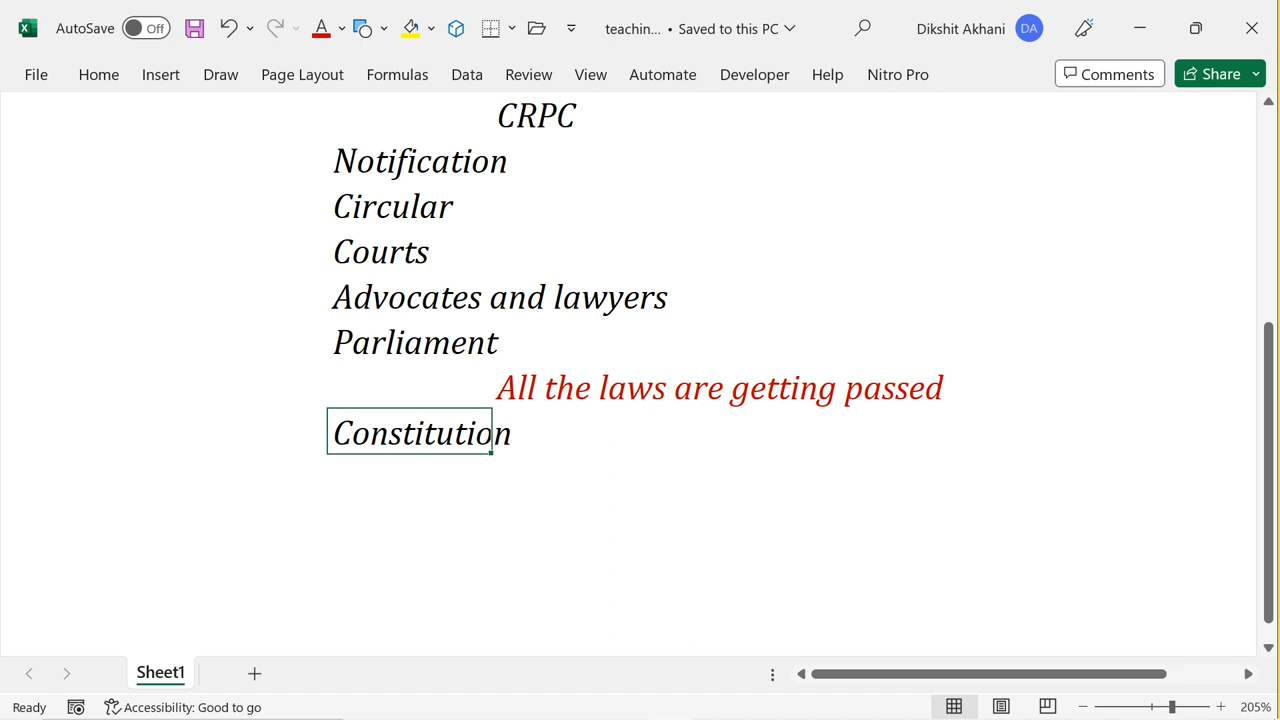 AutoSave Off teachin... • Saved to this PC Dikshit Akhani DA
File Home Insert Draw Page Layout Formulas Data Review View Automate Developer Help Nitro Pro Comments Share
CRPC
Notification
Circular
Courts
Advocates and lawyers
Parliament
All the laws are getting passed
Constitution
Sheet1
Ready Accessibility: Good to go 205%